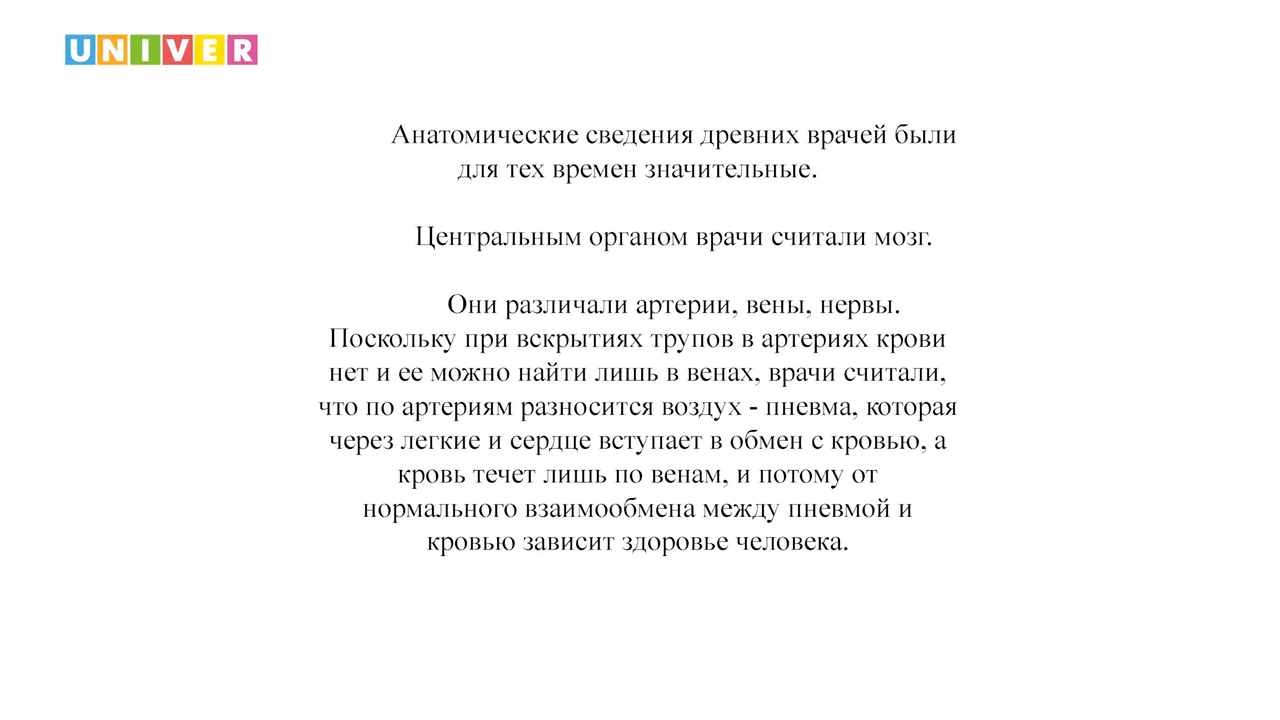 UNIVER
Анатомические сведения древних врачей были
для тех времен значительные.
Центральным органом врачи считали мозг.
Они различали артерии, вены, нервы.
Поскольку при вскрытиях трупов в артериях крови
нет и ее можно найти лишь в венах, врачи считали,
что по артериям разносится воздух - пневма, которая
через легкие и сердце вступает в обмен с кровью, а
кровь течет лишь по венам, и потому от
нормального взаимообмена между пневмой и
кровью зависит здоровье человека.